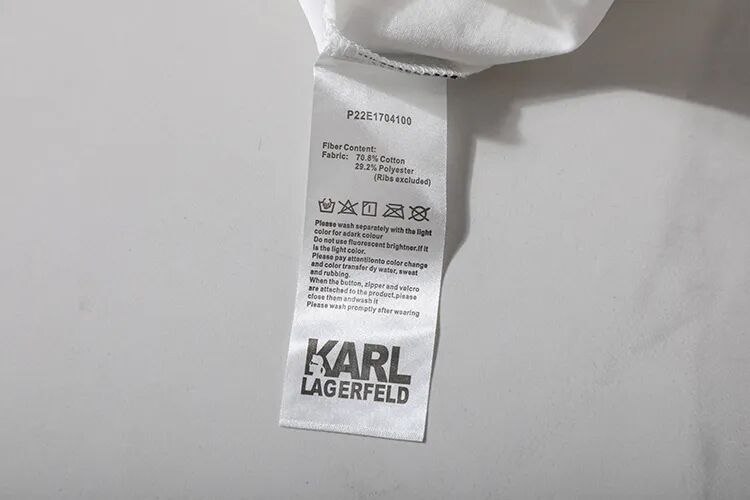 P22E1704100
Fiber Content:
Fabric: 70.8% Cotton
29.2% Polyester
(Ribs excluded)
Please wash separately with the light
color for adark colour
Do not use fluorescent brightner.if it
is the light color.
Please pay attentilonto color change
and color transfer dy water, sweat
and rubbing.
When the button, zipper and valcro
are attached to the product,please
close them andwash it
Please wash promptly after wearing
KARL
LAGERFELD